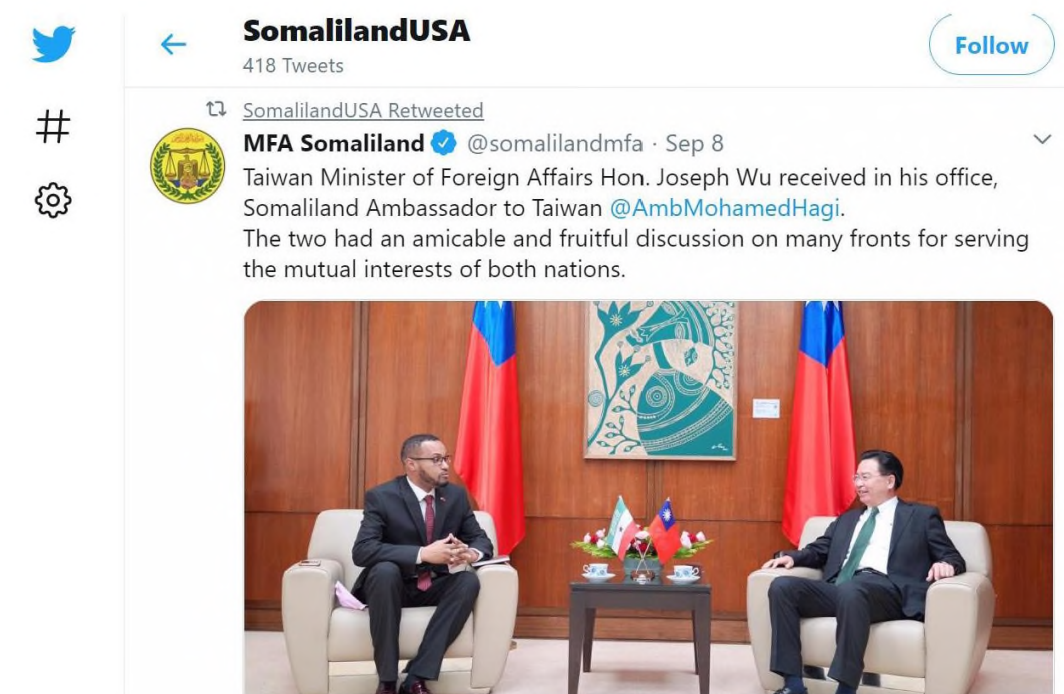 SomalilandUSA
418 Tweets
Follow
SomalilandUSA Retweeted
MFA Somaliland @somalilandmfa · Sep 8
Taiwan Minister of Foreign Affairs Hon. Joseph Wu received in his office,
Somaliland Ambassador to Taiwan @AmbMohamedHagi.
The two had an amicable and fruitful discussion on many fronts for serving
the mutual interests of both nations.